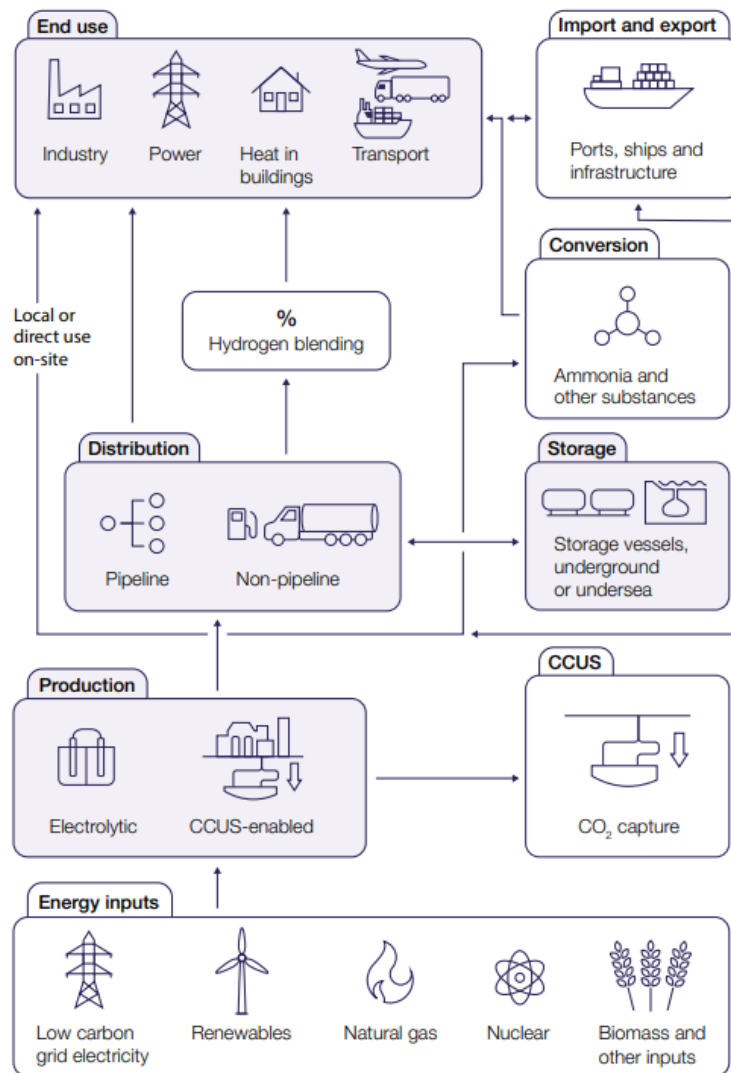 End use
Industry
Power
Heat in
buildings
Transport
Import and export
Ports, ships and
infrastructure
Conversion
Ammonia and
other substances
Local or
direct use
on-site
%
Hydrogen blending
Distribution
Pipeline
Non-pipeline
Storage
Storage vessels,
underground
or undersea
Production
Electrolytic
CCUS-enabled
CCUS
CO₂ capture
Energy inputs
Low carbon
grid electricity
Renewables
Natural gas
Nuclear
Biomass and
other inputs